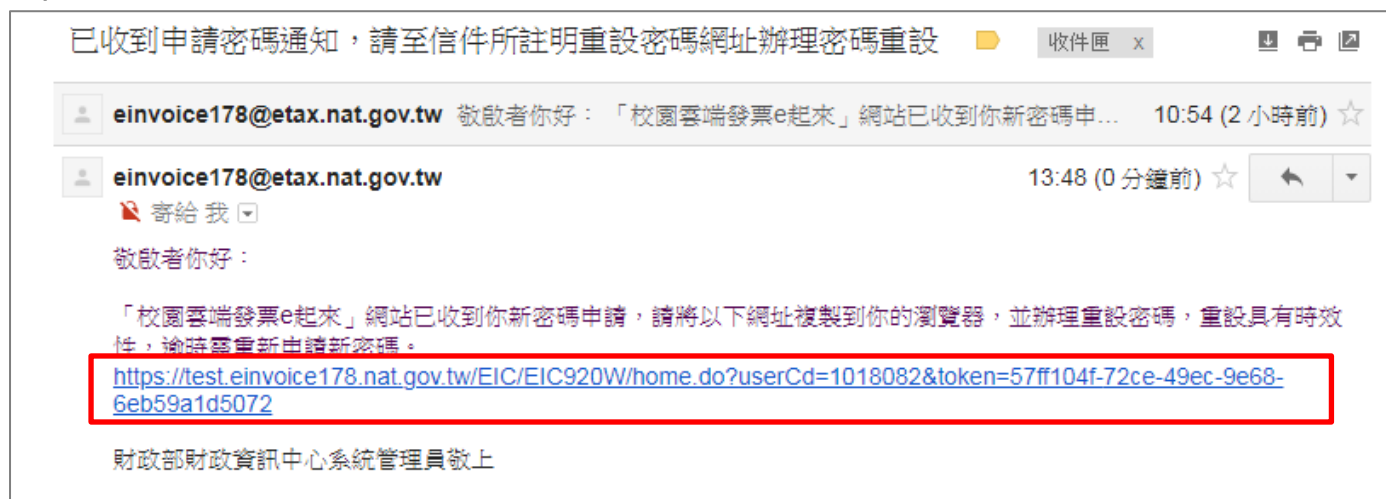 已收到申請密碼通知，請至信件所註明重設密碼網址辦理密碼重設 收件匣 x
einvoice178@etax.nat.gov.tw 敬啟者你好：「校園雲端發票e起來」網站已收到你新密碼申... 10:54 (2 小時前)
einvoice178@etax.nat.gov.tw 13:48 (0 分鐘前)
寄給 我
敬啟者你好：
「校園雲端發票e起來」網站已收到你新密碼申請，請將以下網址複製到你的瀏覽器，並辦理重設密碼，重設具有時效
性，逾時需重新申請新密碼。
https://test.einvoice178.nat.gov.tw/EIC/EIC920W/home.do?userCd=1018082&token=57ff104f-72ce-49ec-9e68-
6eb59a1d5072
財政部財政資訊中心系統管理員敬上